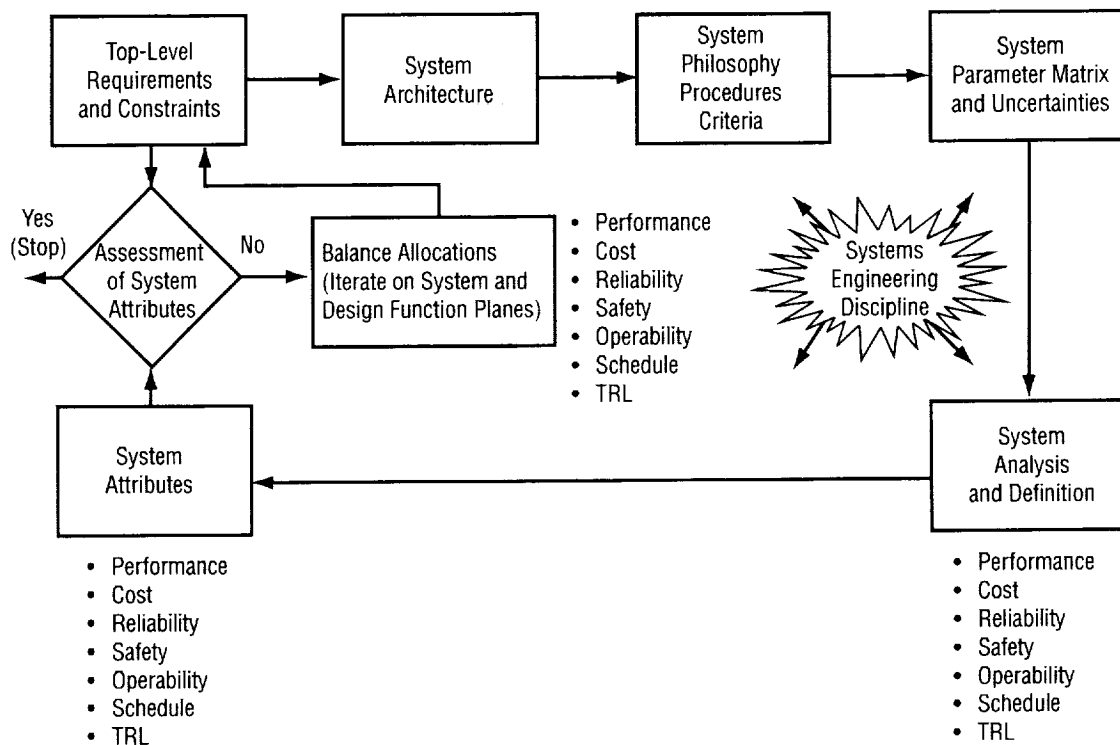 Top-Level
Requirements
and Constraints
System
Architecture
System
Philosophy
Procedures
Criteria
System
Parameter Matrix
and Uncertainties
Yes
(Stop)
Assessment
of System
Attributes
No
Balance Allocations
(Iterate on System and
Design Function Planes)
• Performance
• Cost
• Reliability
• Safety
• Operability
• Schedule
• TRL
Systems
Engineering
Discipline
System
Attributes
• Performance
• Cost
• Reliability
• Safety
• Operability
• Schedule
• TRL
System
Analysis
and Definition
• Performance
• Cost
• Reliability
• Safety
• Operability
• Schedule
• TRL